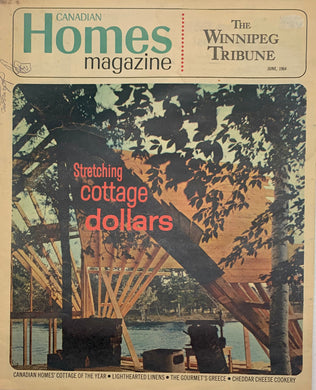 CANADIAN
Homes
magazine
THE
WINNIPEG
TRIBUNE
JUNE, 1964
Stretching
cottage
dollars
CANADIAN HOMES' COTTAGE OF THE YEAR • LIGHTHEARTED LINENS • THE GOURMET'S GREECE • CHEDDAR CHEESE COOKERY